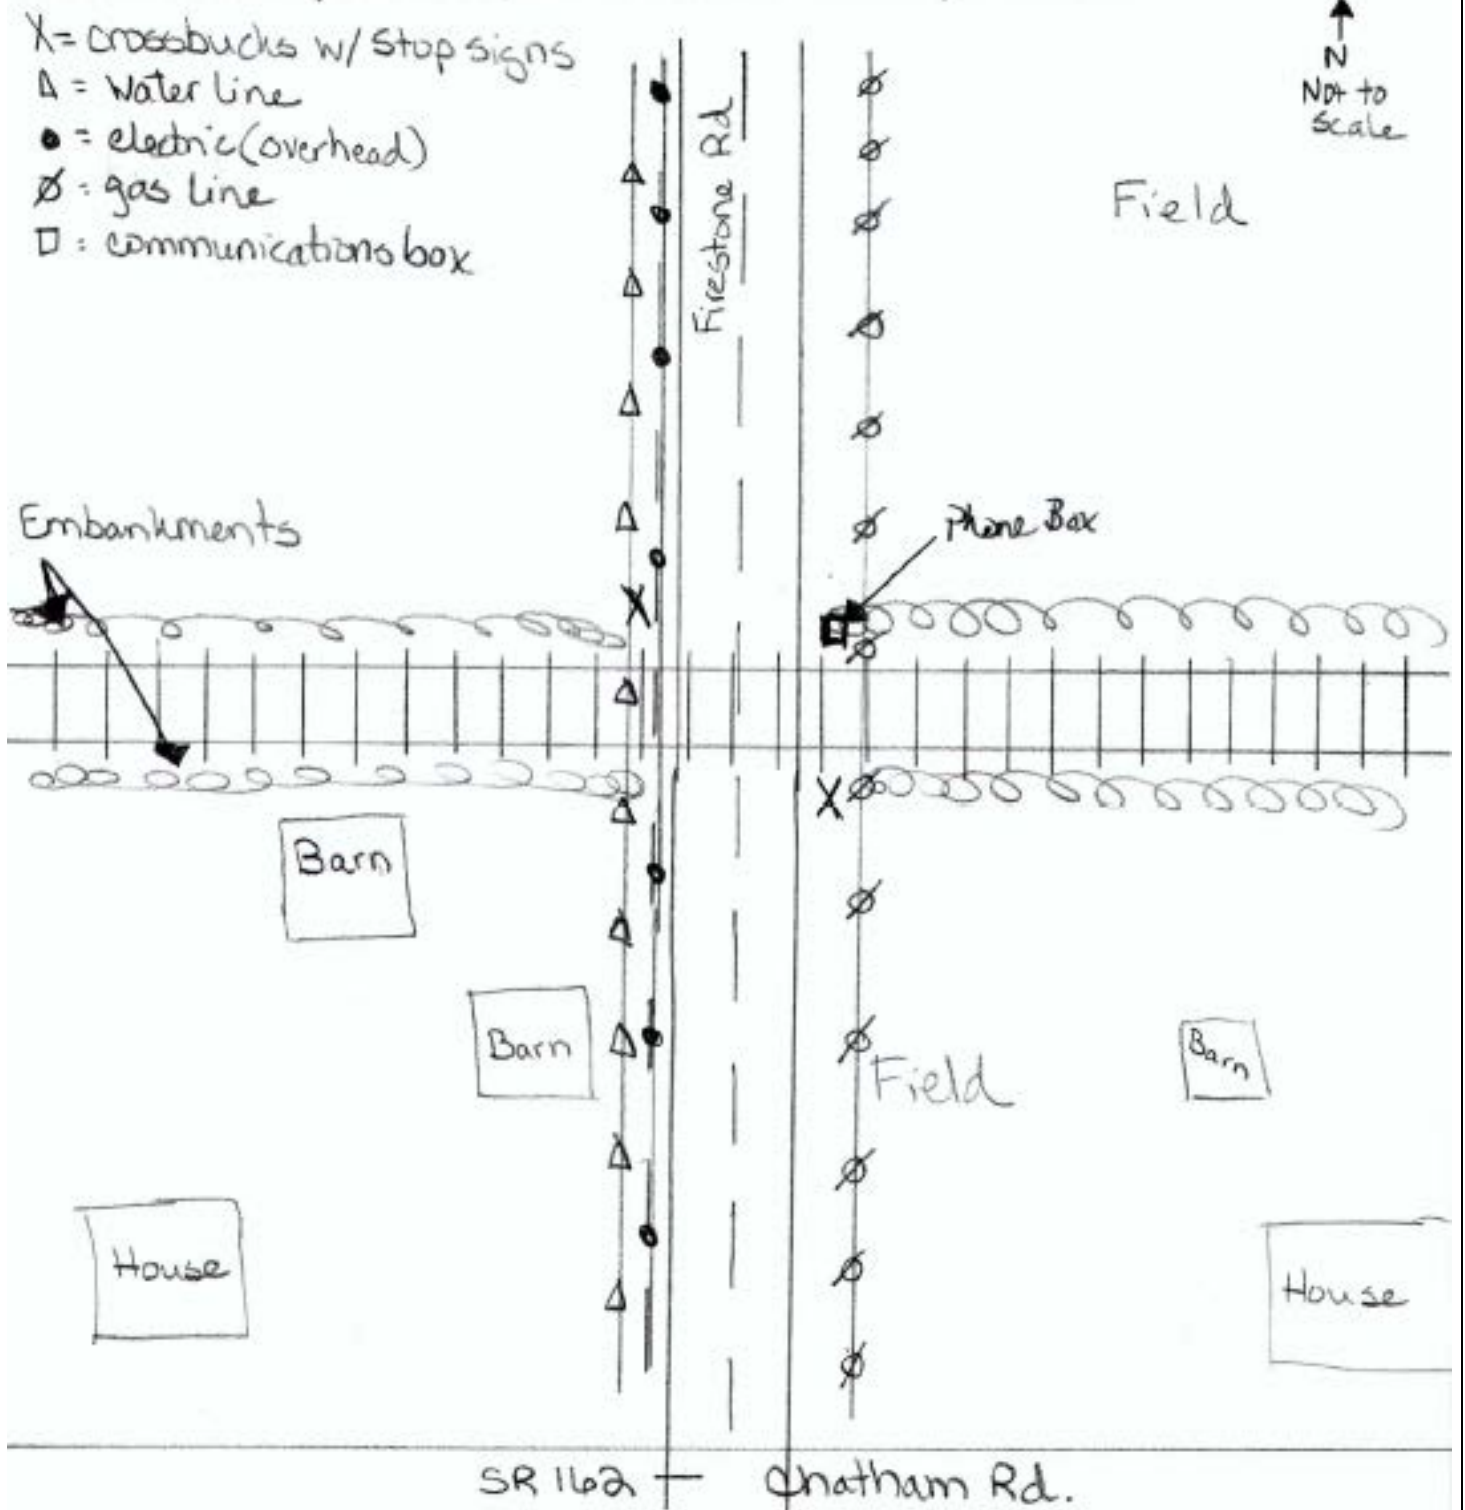 X = crossbucks w/ Stop signs
Δ = Water Line
● = electric (overhead)
Ø = gas line
□ = communications box
N
Not to
Scale
Firestone Rd
Field
Embankments
Phone Box
Barn
Barn
Barn
Field
House
House
SR 162 — Chatham Rd.